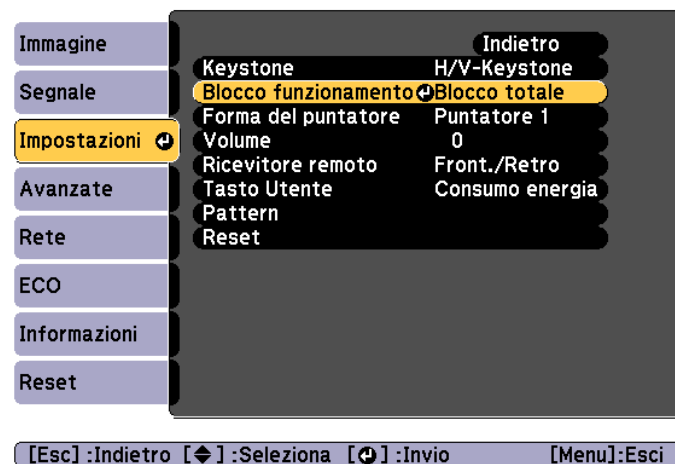 Immagine
Segnale
Impostazioni
Avanzate
Rete
ECO
Informazioni
Reset
Indietro
Keystone H/V-Keystone
Blocco funzionamento Blocco totale
Forma del puntatore Puntatore 1
Volume 0
Ricevitore remoto Front./Retro
Tasto Utente Consumo energia
Pattern
Reset
[Esc] :Indietro [◆] :Seleziona [⏎] :Invio [Menu]:Esci